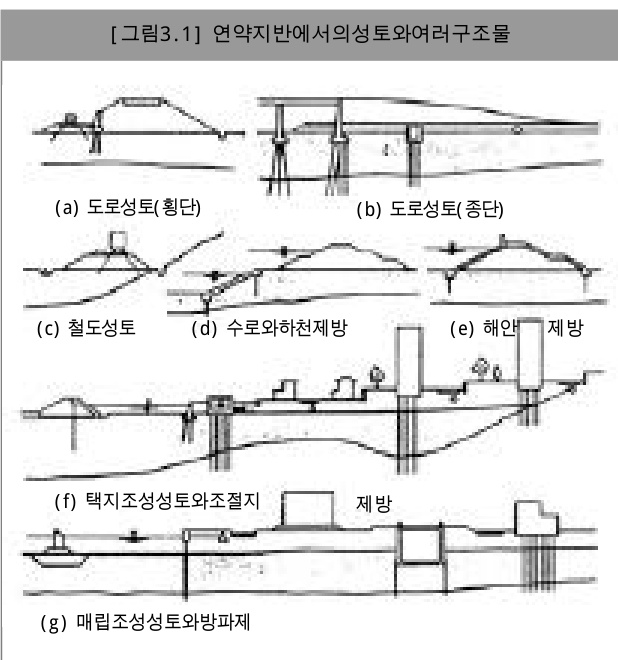 [그림3.1] 연약지반에서의성토와여러구조물
(a) 도로성토(횡단)
(b) 도로성토(종단)
(c) 철도성토
(d) 수로와하천제방
(e) 해안 제방
(f) 택지조성성토와조절지 제방
(g) 매립조성성토와방파제